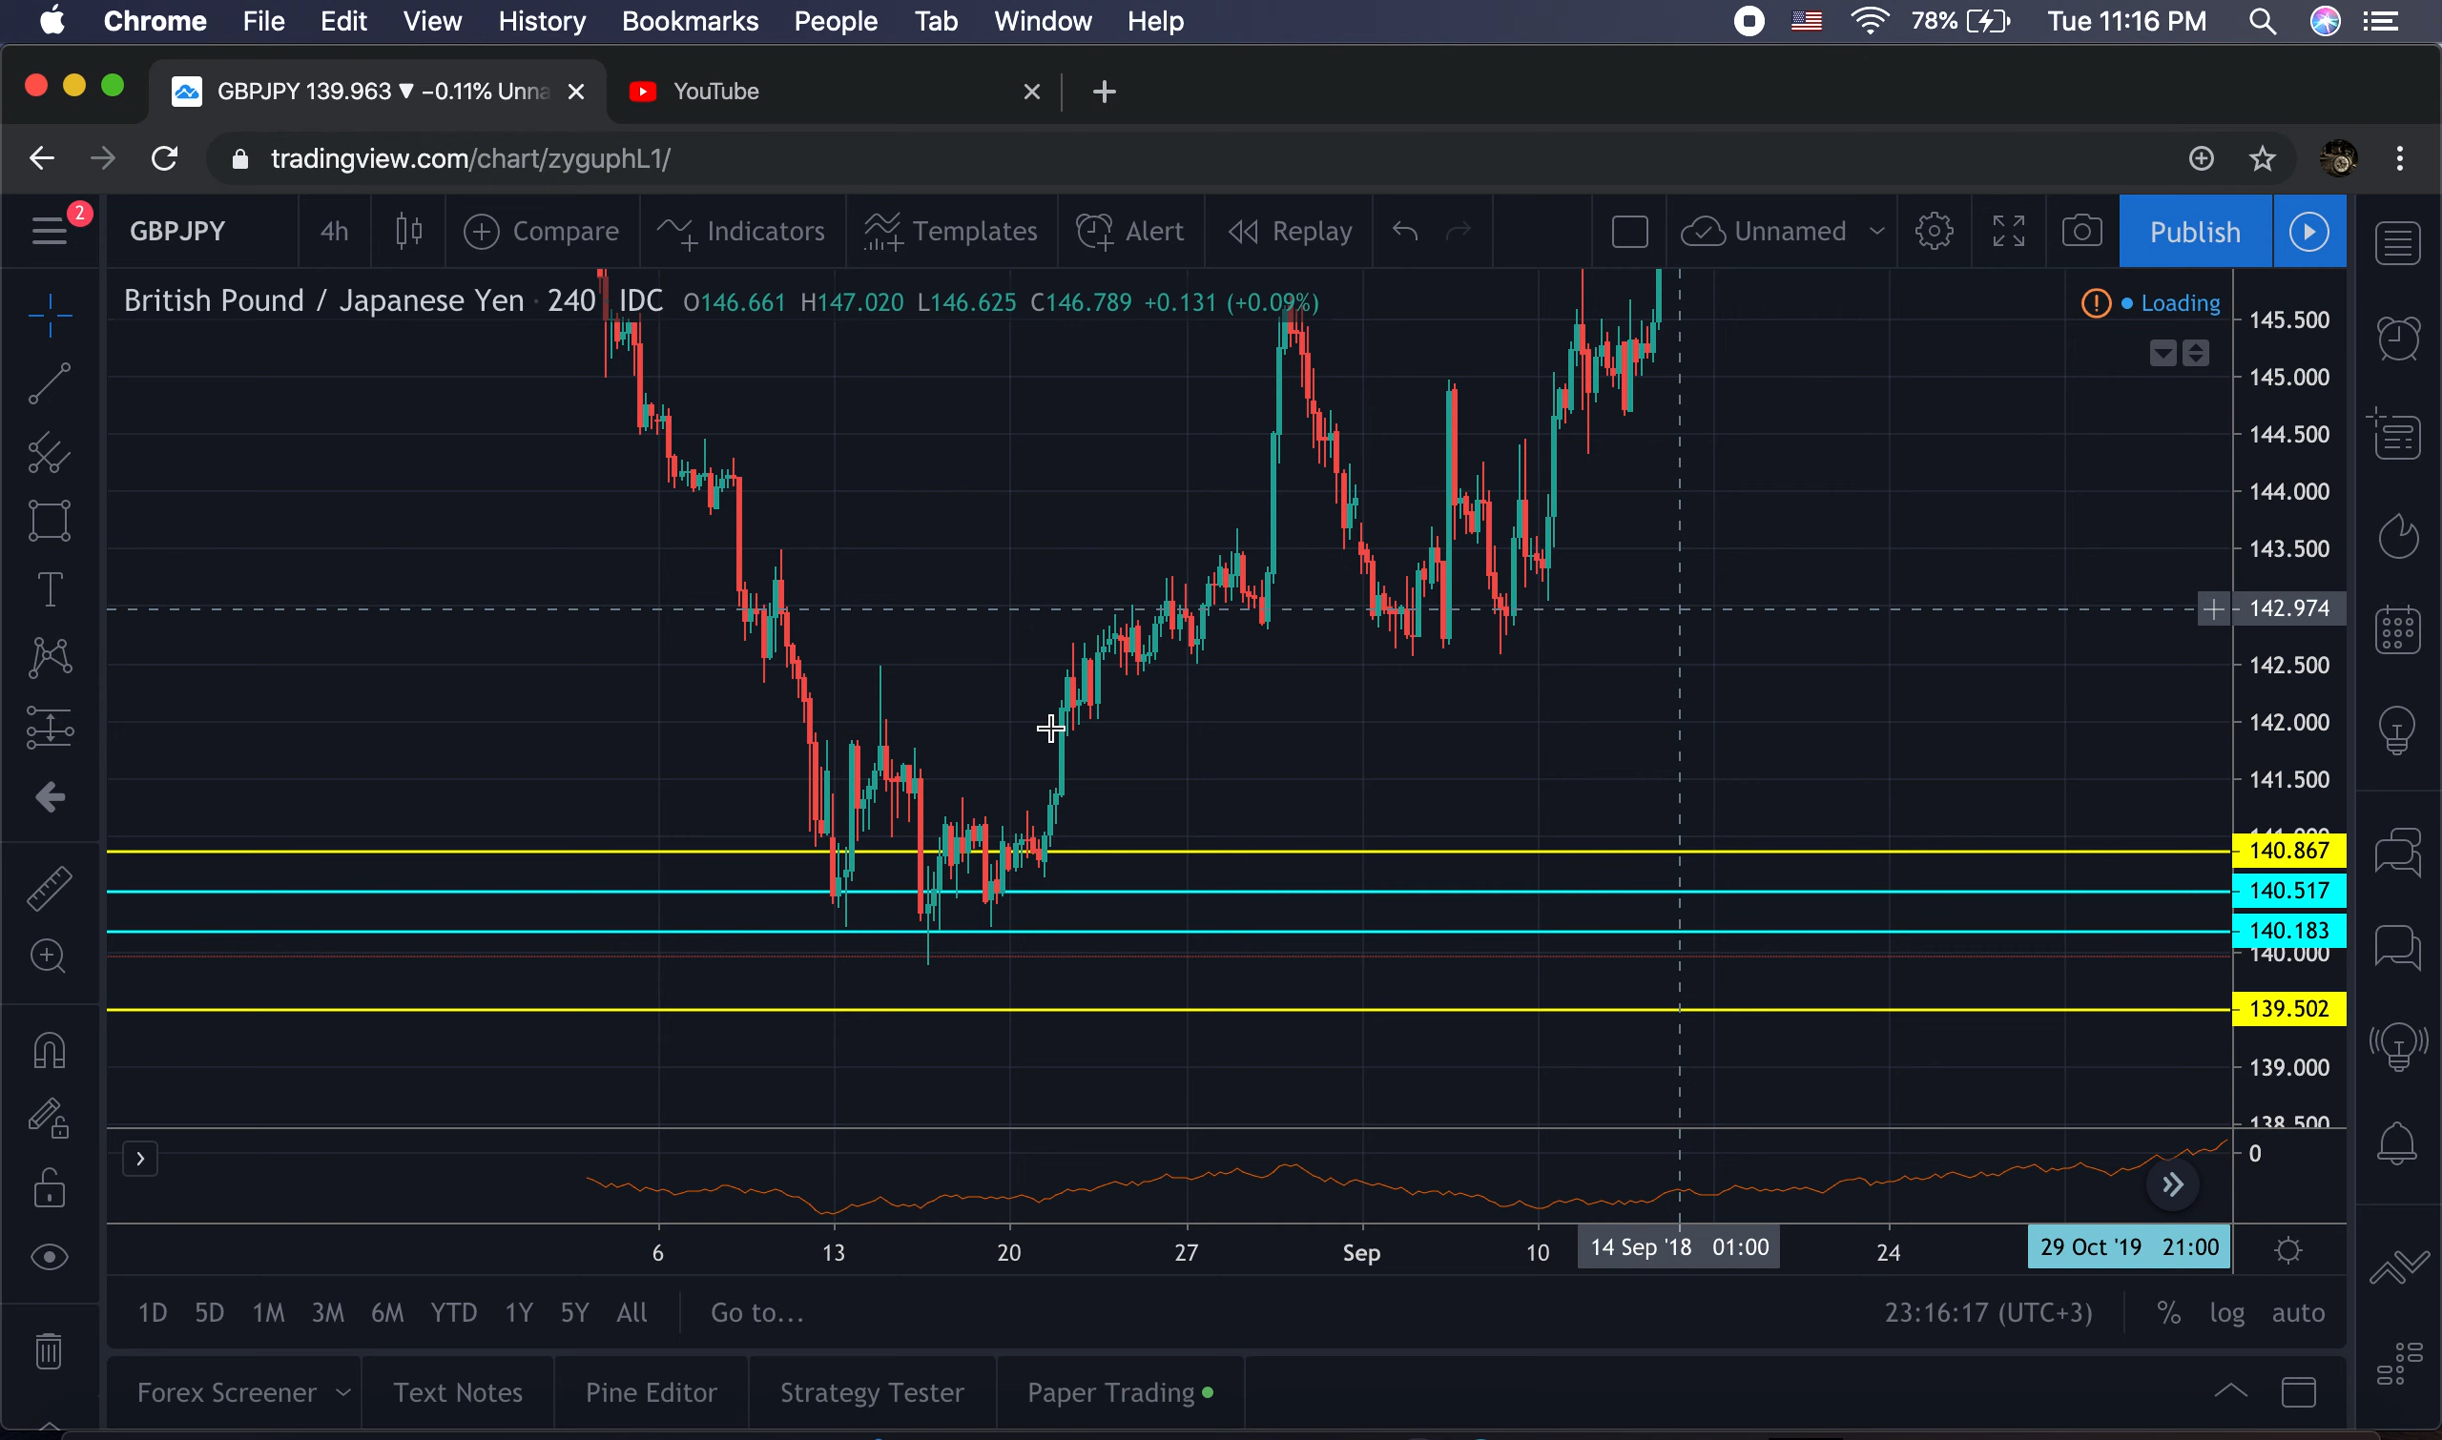 Chrome File Edit View History Bookmarks People Tab Window Help 78% Tue 11:16 PM
GBPJPY 139.963 ▼ −0.11% Unna YouTube
tradingview.com/chart/zyguphL1/
2
GBPJPY 4h Compare Indicators Templates Alert Replay Unnamed Publish
British Pound / Japanese Yen · 240 IDC O146.661 H147.020 L146.625 C146.789 +0.131 (+0.09%)
Loading
145.500
145.000
144.500
144.000
143.500
142.974
142.500
142.000
141.500
141.000
140.867
140.517
140.183
140.000
139.502
139.000
138.500
0
6 13 20 27 Sep 10 14 Sep '18 01:00 24 29 Oct '19 21:00
1D 5D 1M 3M 6M YTD 1Y 5Y All Go to... 23:16:17 (UTC+3) % log auto
Forex Screener Text Notes Pine Editor Strategy Tester Paper Trading